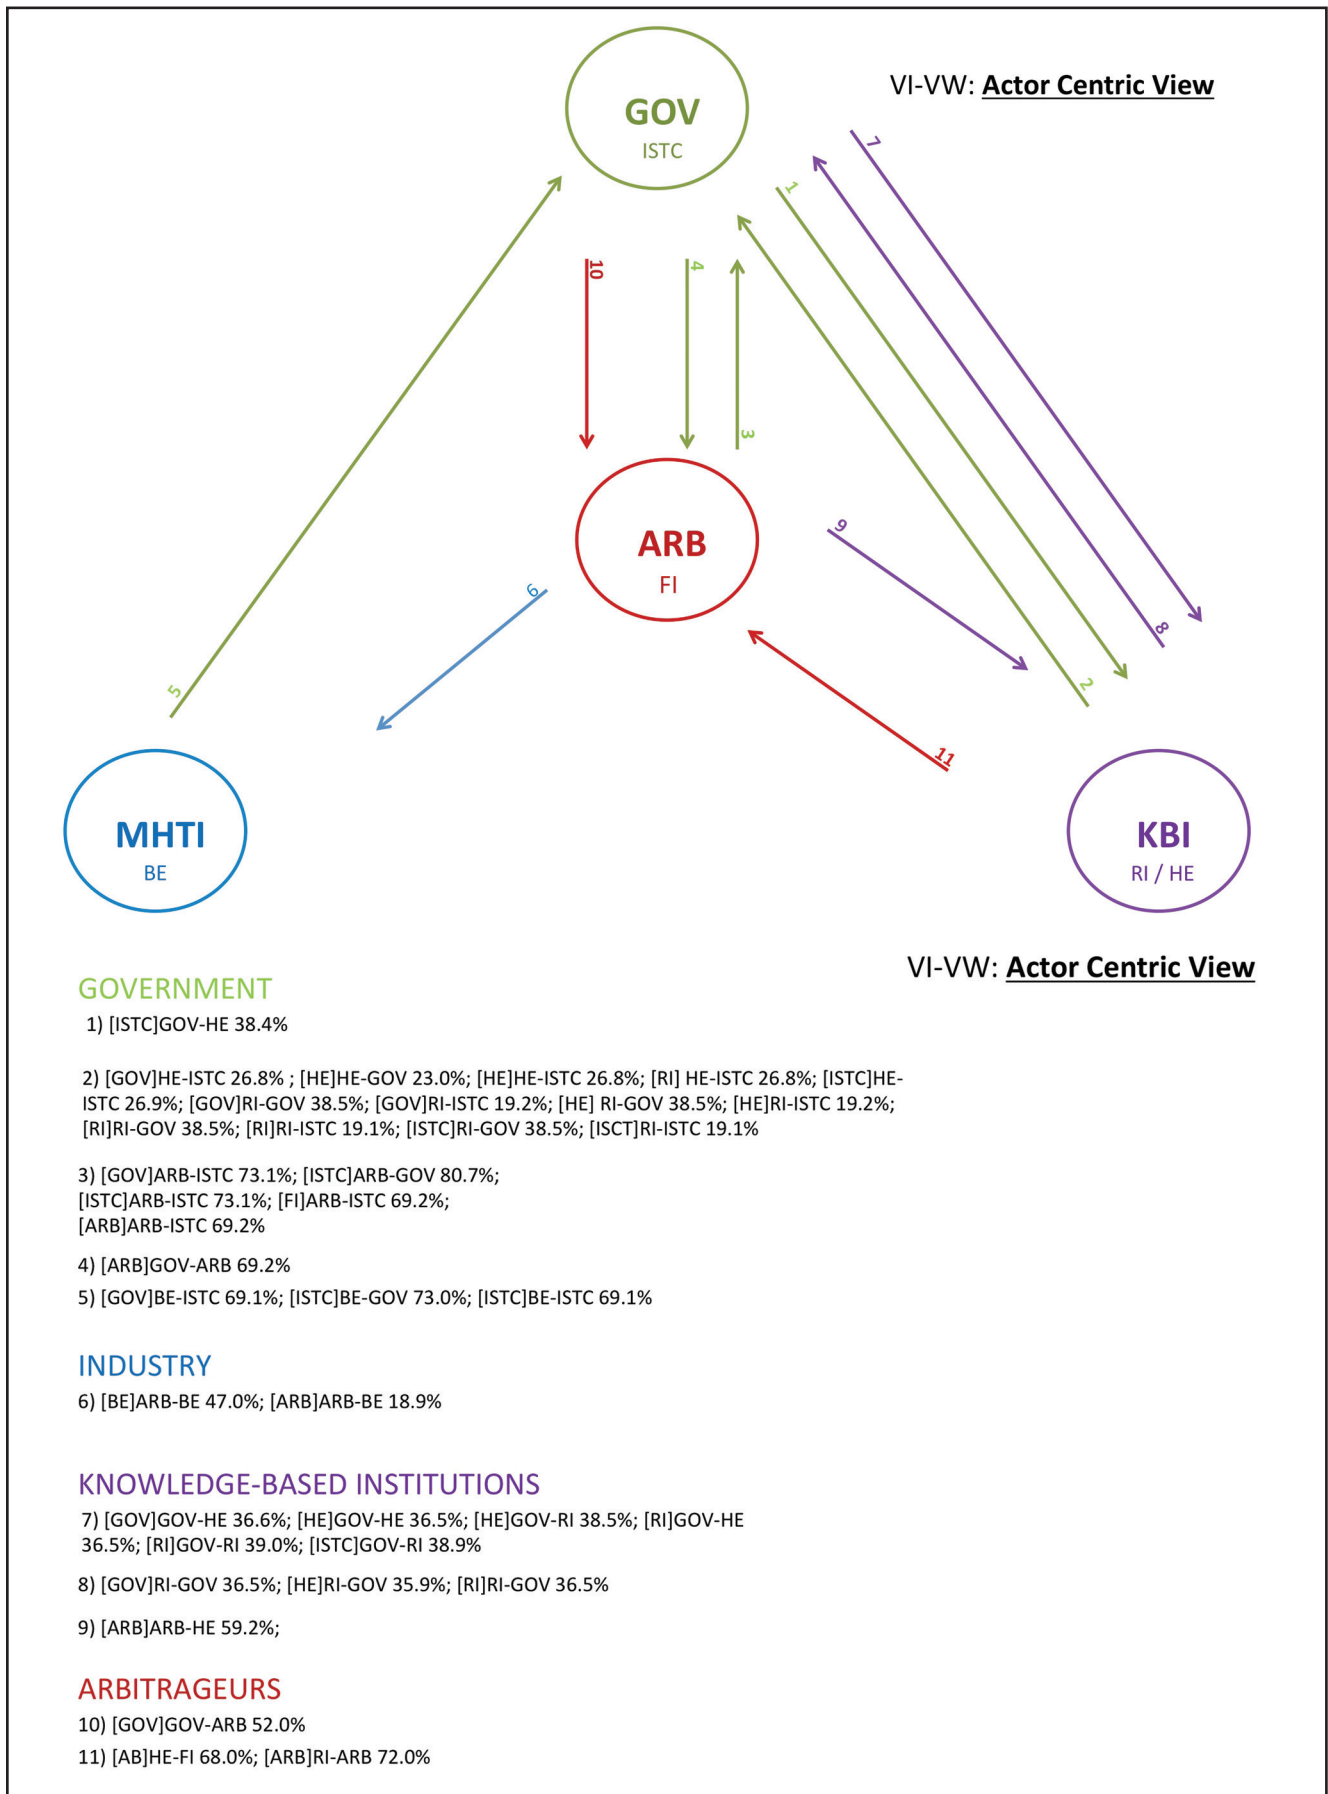 GOV
ISTC
VI-VW: Actor Centric View
7
1
10
4
3
ARB
FI
9
6
8
5
2
11
MHTI
BE
KBI
RI / HE
VI-VW: Actor Centric View
GOVERNMENT
1) [ISTC]GOV-HE 38.4%
2) [GOV]HE-ISTC 26.8% ; [HE]HE-GOV 23.0%; [HE]HE-ISTC 26.8%; [RI] HE-ISTC 26.8%; [ISTC]HE-
ISTC 26.9%; [GOV]RI-GOV 38.5%; [GOV]RI-ISTC 19.2%; [HE] RI-GOV 38.5%; [HE]RI-ISTC 19.2%;
[RI]RI-GOV 38.5%; [RI]RI-ISTC 19.1%; [ISTC]RI-GOV 38.5%; [ISCT]RI-ISTC 19.1%
3) [GOV]ARB-ISTC 73.1%; [ISTC]ARB-GOV 80.7%;
[ISTC]ARB-ISTC 73.1%; [FI]ARB-ISTC 69.2%;
[ARB]ARB-ISTC 69.2%
4) [ARB]GOV-ARB 69.2%
5) [GOV]BE-ISTC 69.1%; [ISTC]BE-GOV 73.0%; [ISTC]BE-ISTC 69.1%
INDUSTRY
6) [BE]ARB-BE 47.0%; [ARB]ARB-BE 18.9%
KNOWLEDGE-BASED INSTITUTIONS
7) [GOV]GOV-HE 36.6%; [HE]GOV-HE 36.5%; [HE]GOV-RI 38.5%; [RI]GOV-HE
36.5%; [RI]GOV-RI 39.0%; [ISTC]GOV-RI 38.9%
8) [GOV]RI-GOV 36.5%; [HE]RI-GOV 35.9%; [RI]RI-GOV 36.5%
9) [ARB]ARB-HE 59.2%;
ARBITRAGEURS
10) [GOV]GOV-ARB 52.0%
11) [AB]HE-FI 68.0%; [ARB]RI-ARB 72.0%